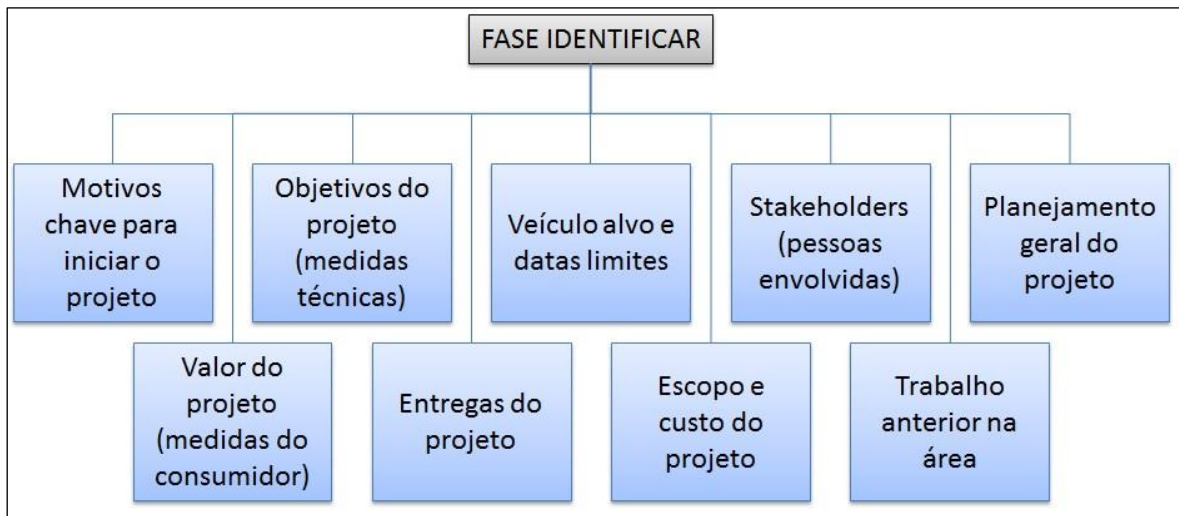 FASE IDENTIFICAR
Motivos
chave para
iniciar o
projeto
Objetivos do
projeto
(medidas
técnicas)
Veículo alvo e
datas limites
Stakeholders
(pessoas
envolvidas)
Planejamento
geral do
projeto
Valor do
projeto
(medidas do
consumidor)
Entregas do
projeto
Escopo e
custo do
projeto
Trabalho
anterior na
área